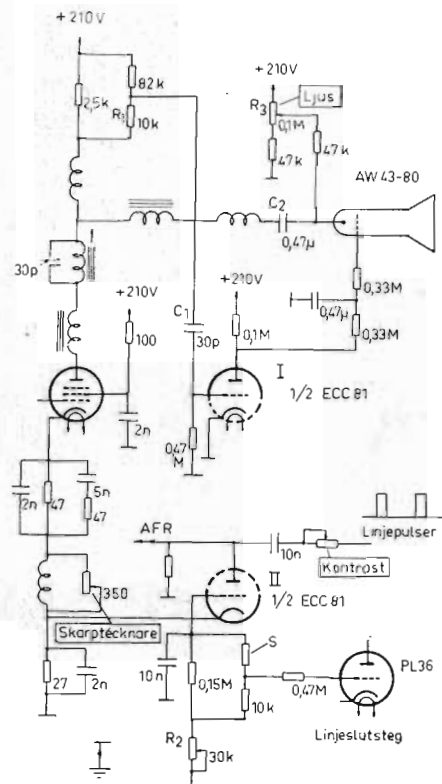 +210V
82k
2,5k
R1
10k
+210V
R3
Ljus
0,1M
47k
47k
AW 43-80
C2
0,47µ
30p
+210V
C1
30p
0,1M
0,47µ
0,33M
0,33M
100
I
1/2 ECC 81
2n
0,47
M
2n
47
5n
47
AFR
10n
Linjepulser
Kontrast
350
II
1/2 ECC 81
Skarptecknare
S
PL36
27
2n
10n
0,15M
10k
0,47M
R2
30k
Linjeslutsteg